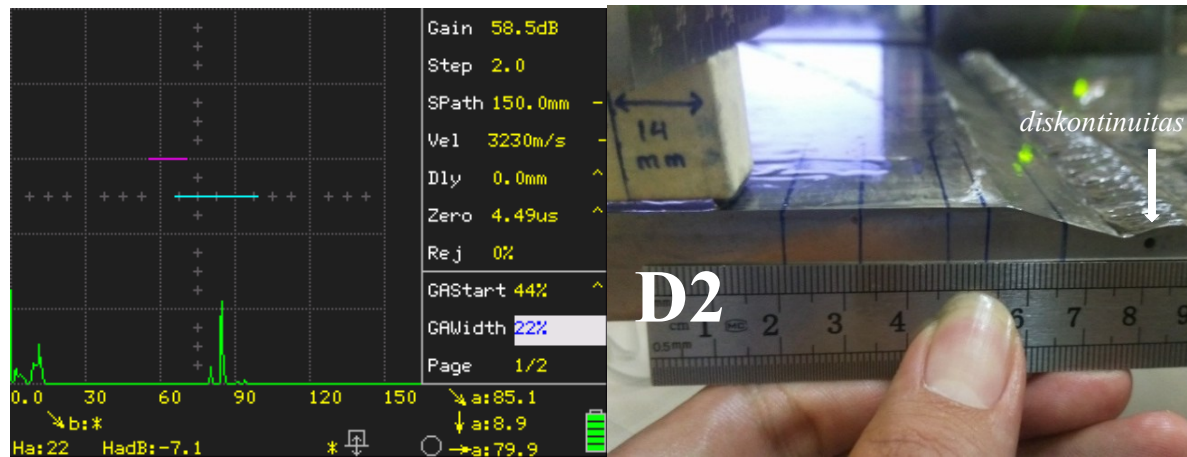 Gain 58.5dB
Step 2.0
SPath 150.0mm -
Vel 3230m/s -
Dly 0.0mm ^
Zero 4.49us ^
Rej 0%
GAStart 44% ^
GAWidth 22%
Page 1/2
0.0 30 60 90 120 150
↘b:*
Ha:22 HadB:-7.1 *
↘a:85.1
↓a:8.9
→a:79.9
14
mm
diskontinuitas
D2
cm 1 MC 2 3 4 6 7 8 9
0.5mm